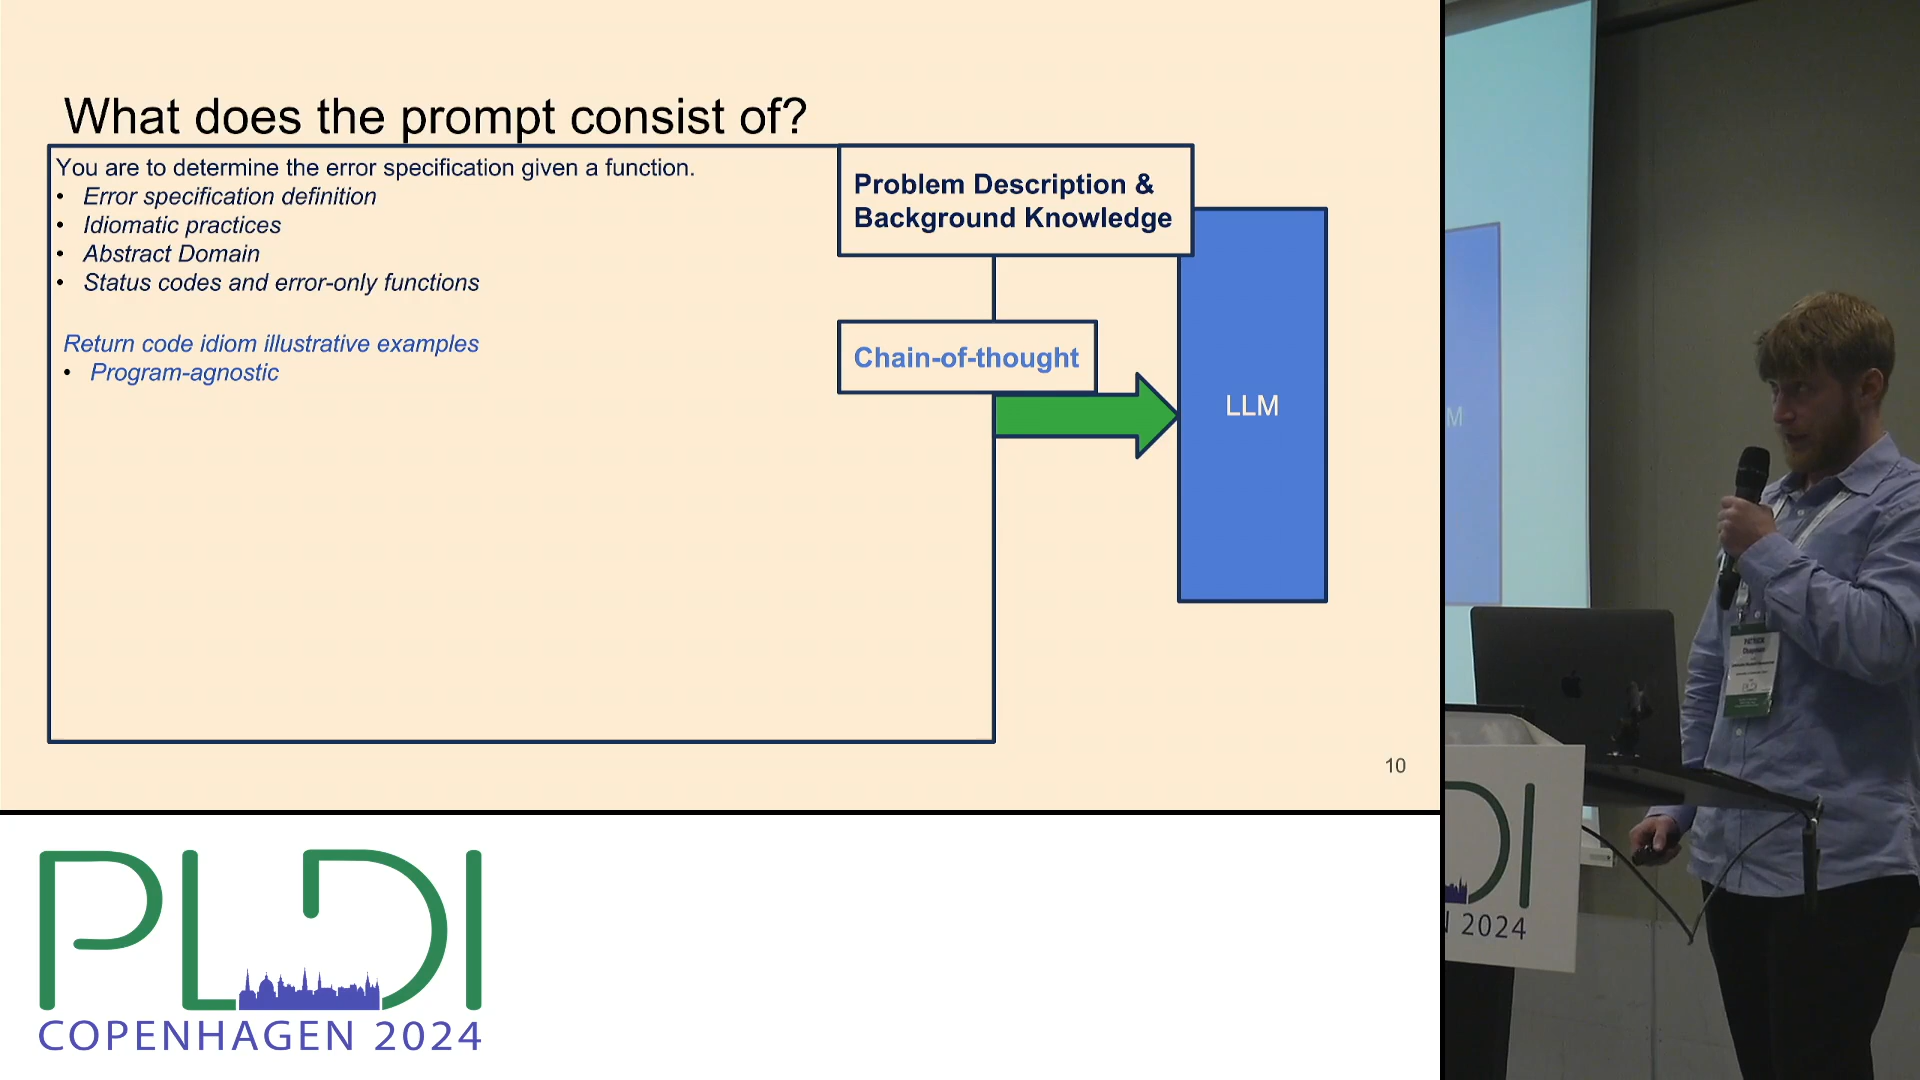 What does the prompt consist of?
You are to determine the error specification given a function.
• Error specification definition
• Idiomatic practices
• Abstract Domain
• Status codes and error-only functions
Return code idiom illustrative examples
• Program-agnostic
Problem Description &
Background Knowledge
Chain-of-thought
LLM
10
PLDI
COPENHAGEN 2024
M
DI
2024